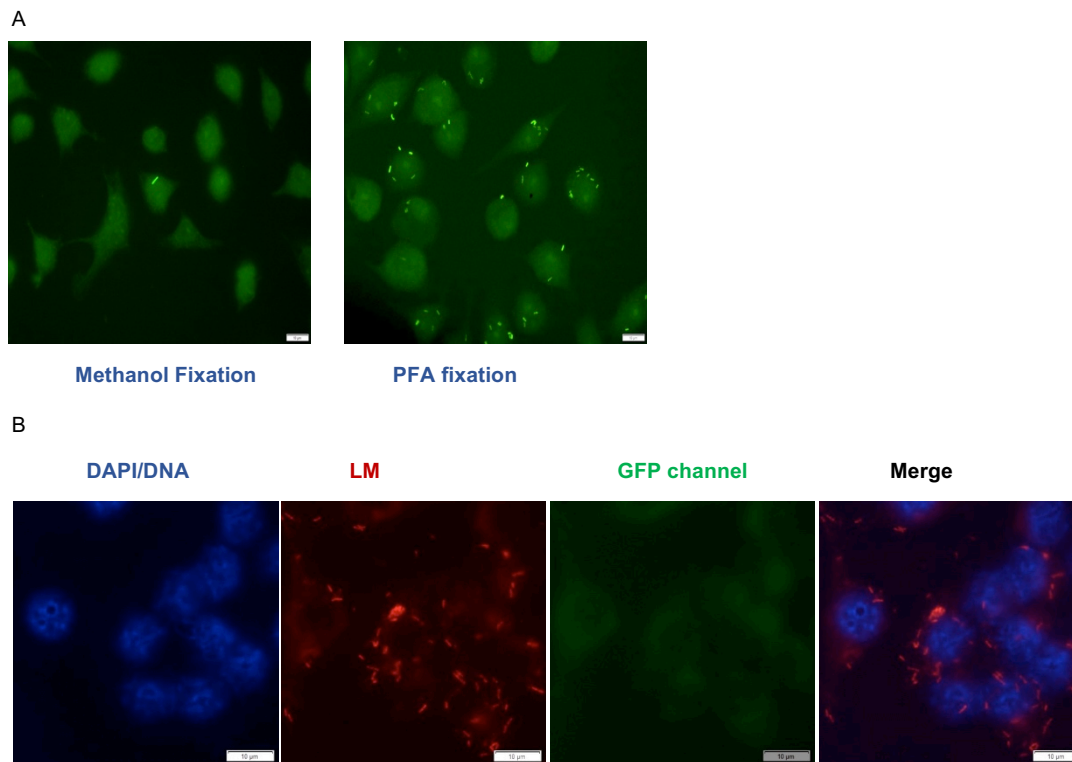 A
Methanol Fixation PFA fixation
B
DAPI/DNA LM GFP channel Merge
10 µm 10 µm 10 µm 10 µm